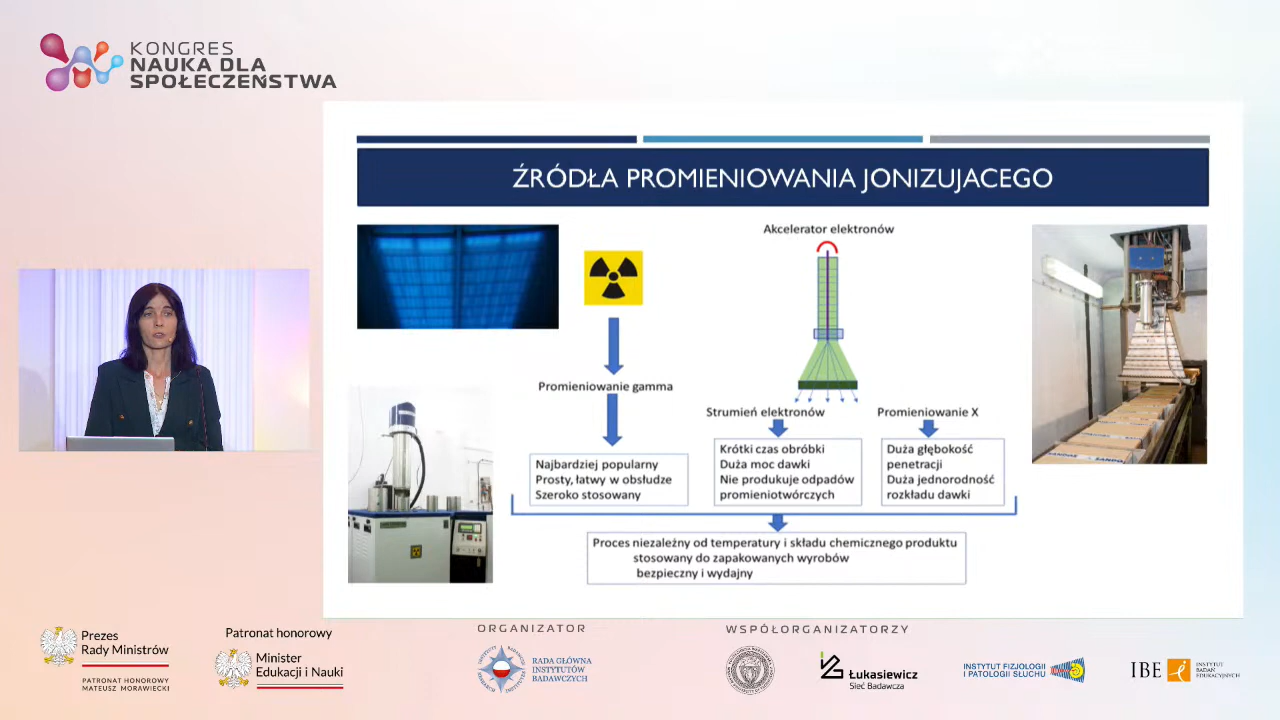 KONGRES
NAUKA DLA
SPOŁECZEŃSTWA
ŹRÓDŁA PROMIENIOWANIA JONIZUJACEGO
Akcelerator elektronów
Promieniowanie gamma
Strumień elektronów
Promieniowanie X
Najbardziej popularny
Prosty, łatwy w obsłudze
Szeroko stosowany
Krótki czas obróbki
Duża moc dawki
Nie produkuje odpadów
promieniotwórczych
Duża głębokość
penetracji
Duża jednorodność
rozkładu dawki
Proces niezależny od temperatury i składu chemicznego produktu
stosowany do zapakowanych wyrobów
bezpieczny i wydajny
Prezes
Rady Ministrów
PATRONAT HONOROWY
MATEUSZ MORAWIECKI
Patronat honorowy
Minister
Edukacji i Nauki
ORGANIZATOR
RADA GŁÓWNA
INSTYTUTÓW
BADAWCZYCH
WSPÓŁORGANIZATORZY
Łukasiewicz
Sieć Badawcza
INSTYTUT FIZJOLOGII
I PATOLOGII SŁUCHU
IBE
INSTYTUT
BADAŃ
EDUKACYJNYCH